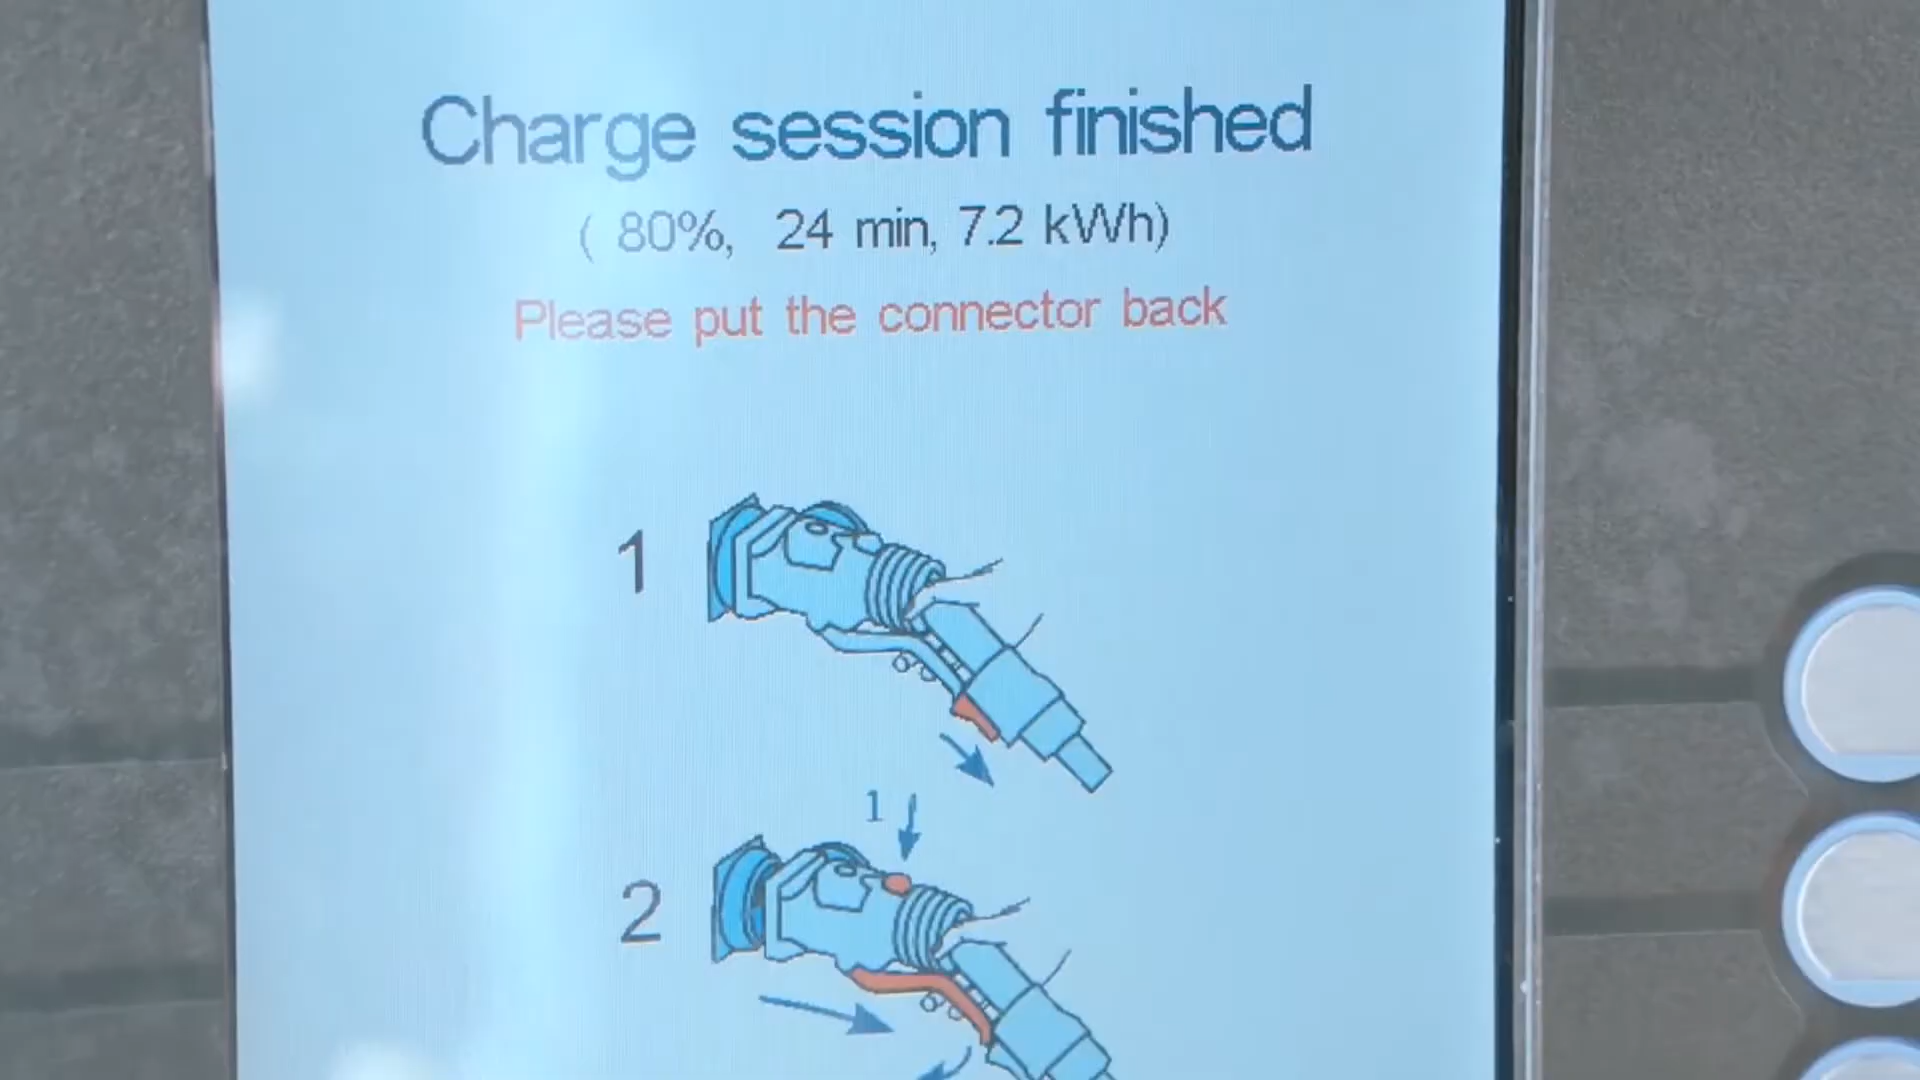 Charge session finished
( 80%, 24 min, 7.2 kWh)
Please put the connector back
1
1
2